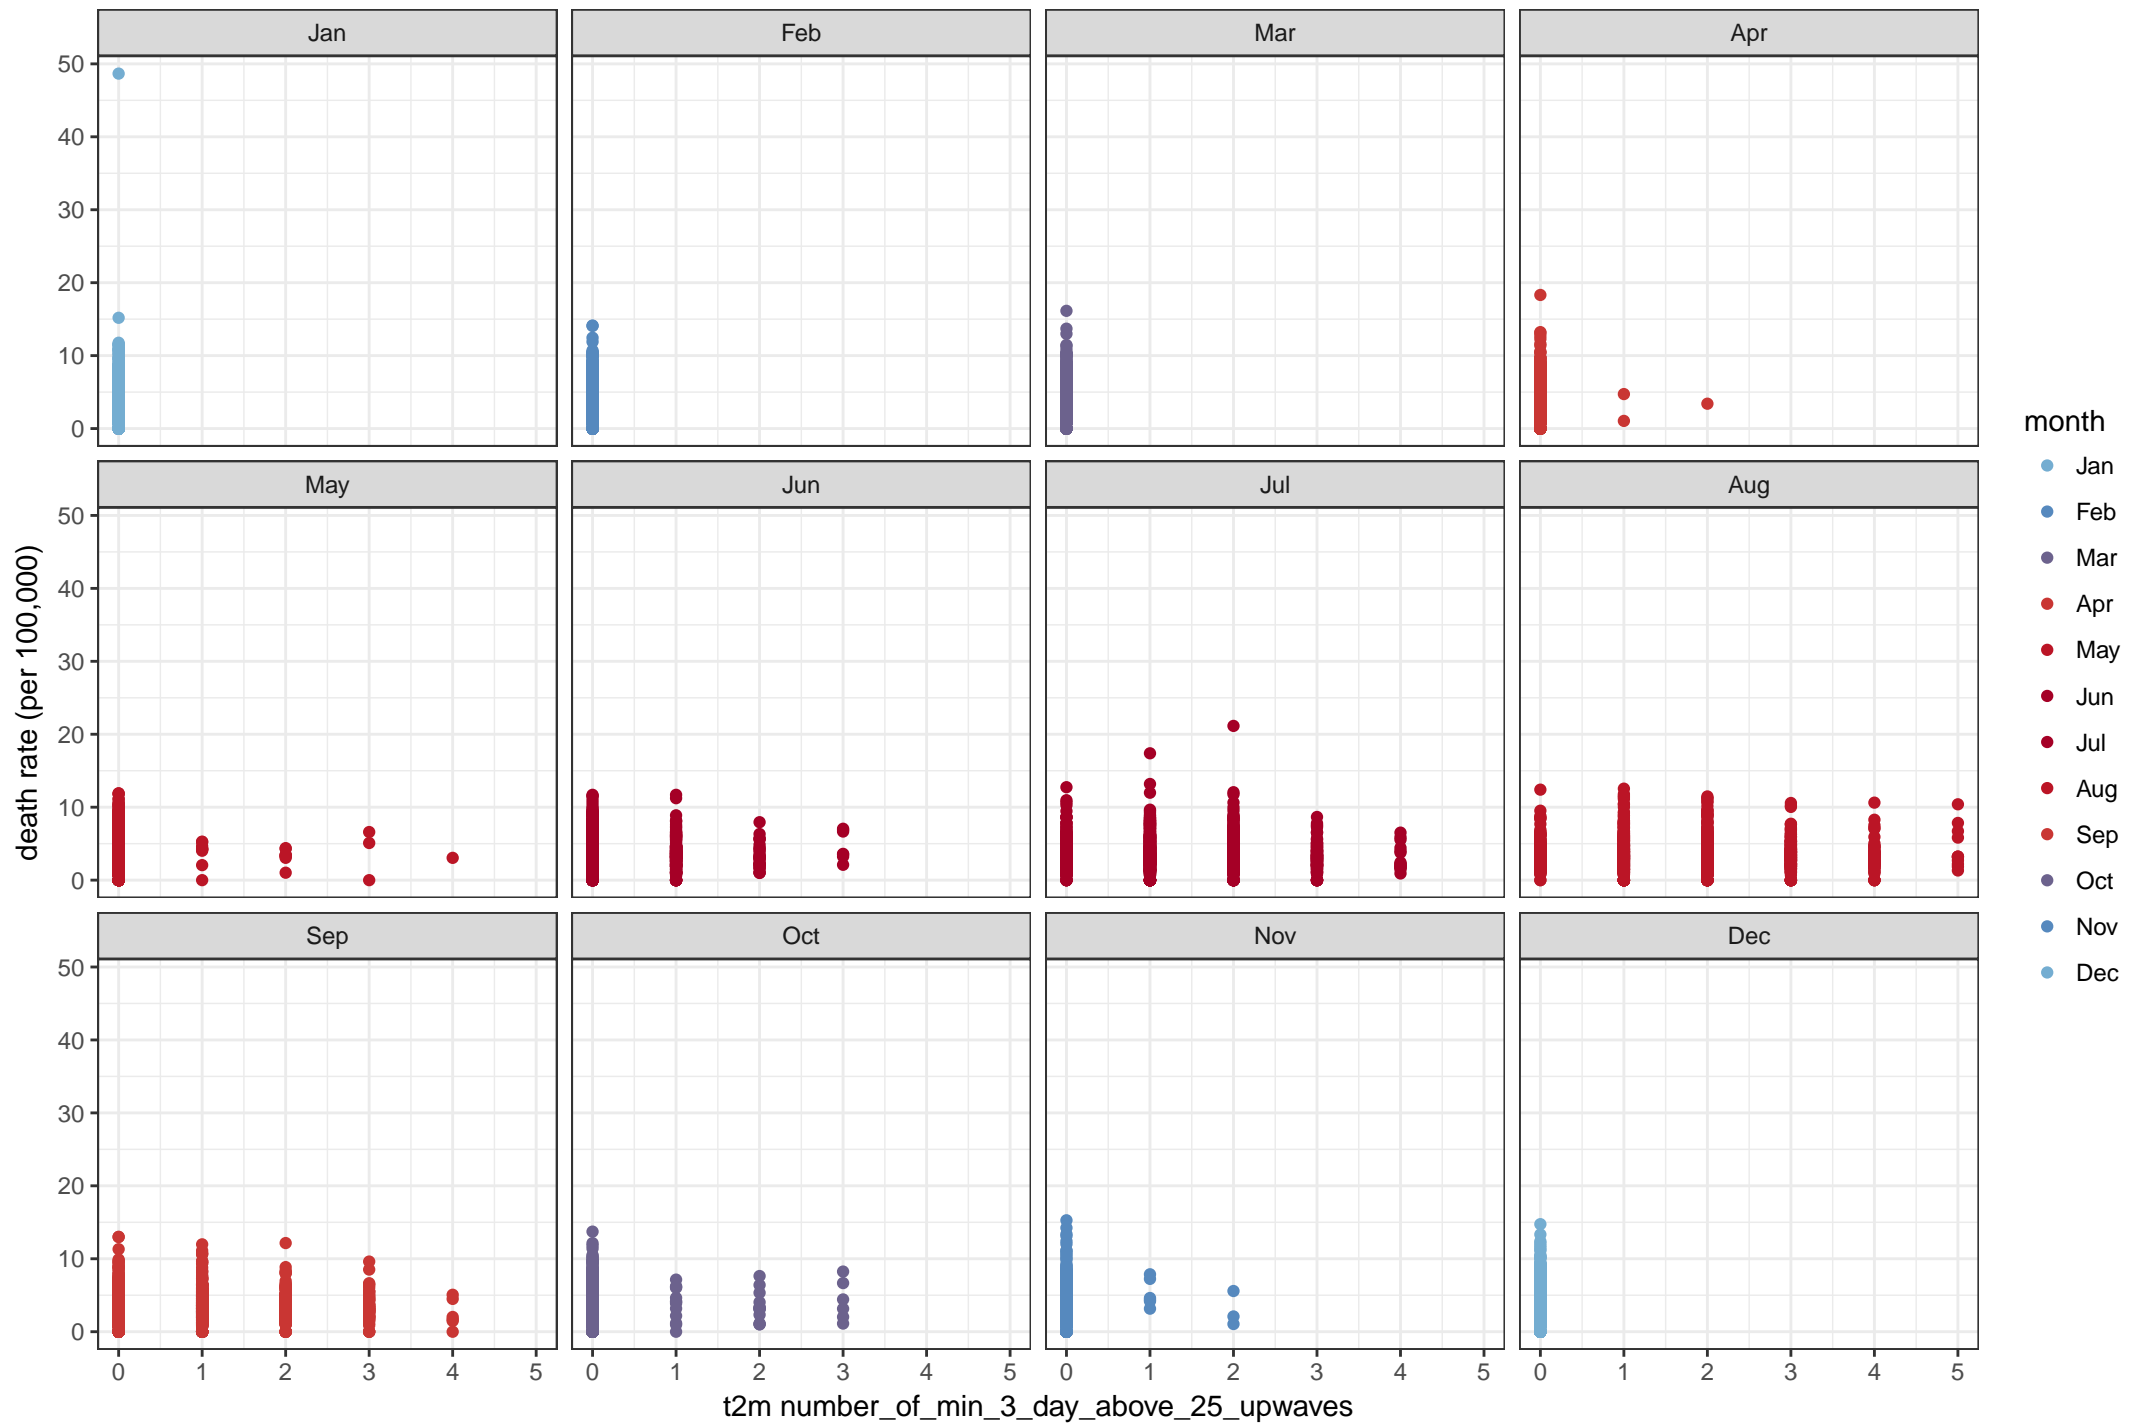 Jan Feb Mar Apr
50
40
30
20
10
0
May Jun Jul Aug
50
40
30
20
10
0
Sep Oct Nov Dec
50
40
30
20
10
0
0 1 2 3 4 5 0 1 2 3 4 5 0 1 2 3 4 5 0 1 2 3 4 5
t2m number_of_min_3_day_above_25_upwaves
death rate (per 100,000)
month
Jan
Feb
Mar
Apr
May
Jun
Jul
Aug
Sep
Oct
Nov
Dec